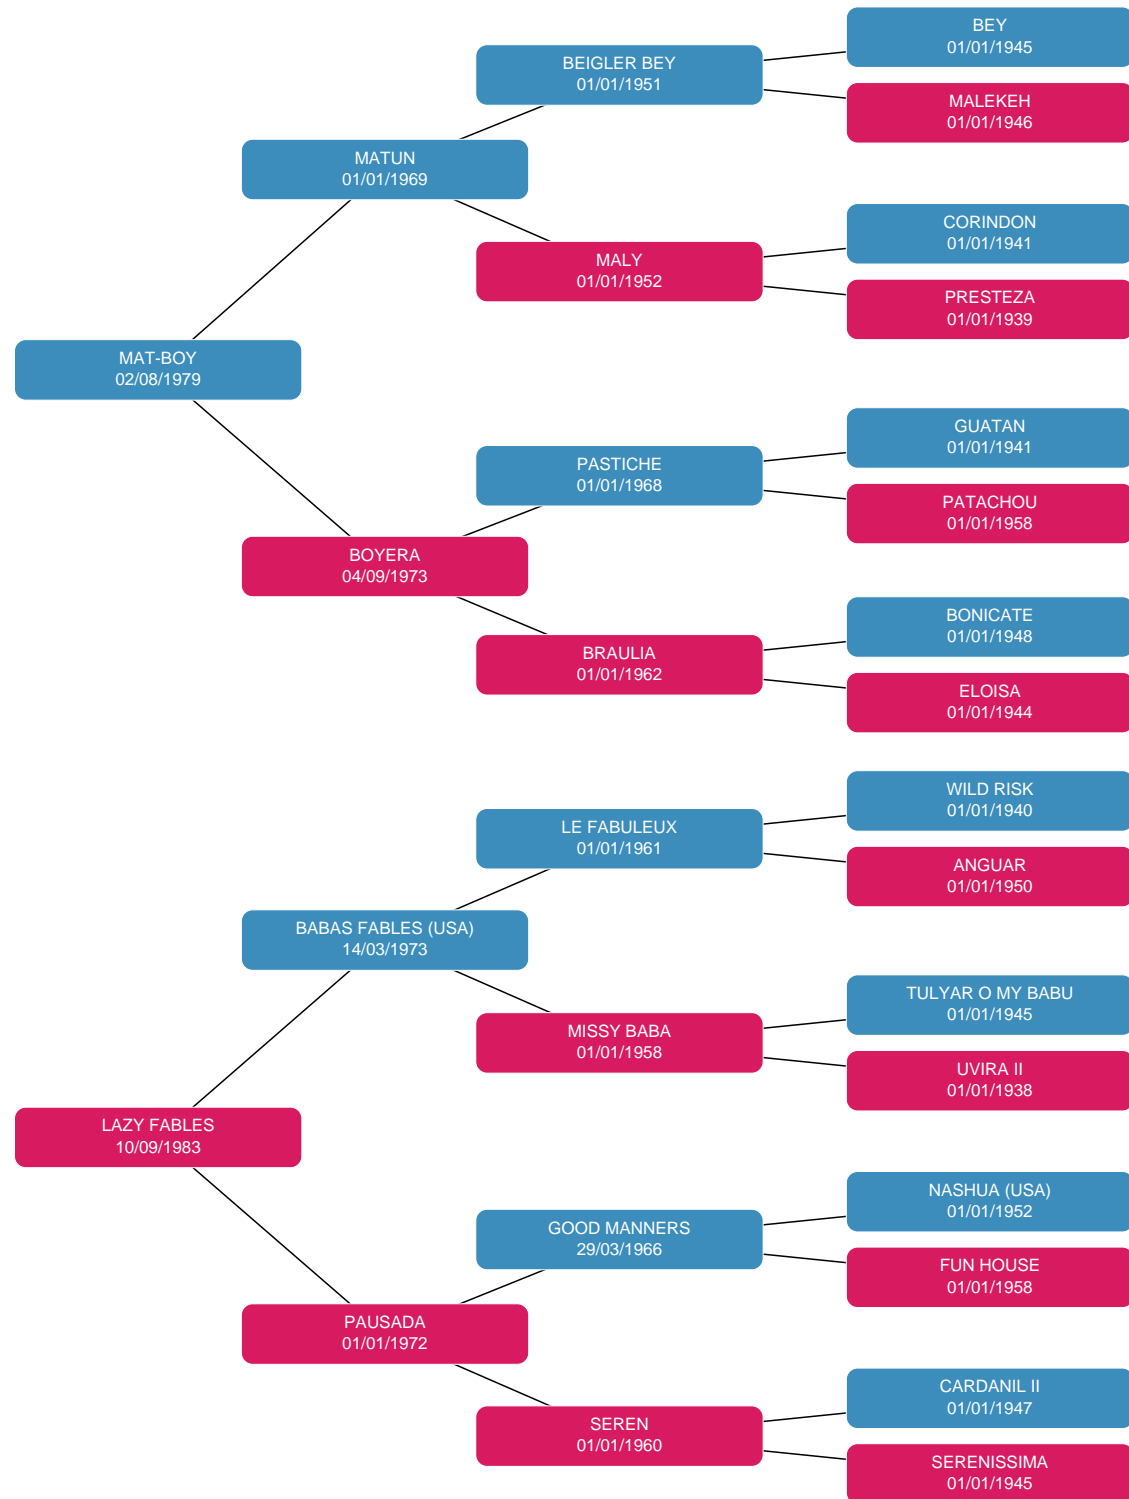 BEY
01/01/1945
BEIGLER BEY
01/01/1951
MALEKEH
01/01/1946
MATUN
01/01/1969
CORINDON
01/01/1941
MALY
01/01/1952
PRESTEZA
01/01/1939
MAT-BOY
02/08/1979
GUATAN
01/01/1941
PASTICHE
01/01/1968
PATACHOU
01/01/1958
BOYERA
04/09/1973
BONICATE
01/01/1948
BRAULIA
01/01/1962
ELOISA
01/01/1944
WILD RISK
01/01/1940
LE FABULEUX
01/01/1961
ANGUAR
01/01/1950
BABAS FABLES (USA)
14/03/1973
TULYAR O MY BABU
01/01/1945
MISSY BABA
01/01/1958
UVIRA II
01/01/1938
LAZY FABLES
10/09/1983
NASHUA (USA)
01/01/1952
GOOD MANNERS
29/03/1966
FUN HOUSE
01/01/1958
PAUSADA
01/01/1972
CARDANIL II
01/01/1947
SEREN
01/01/1960
SERENISSIMA
01/01/1945